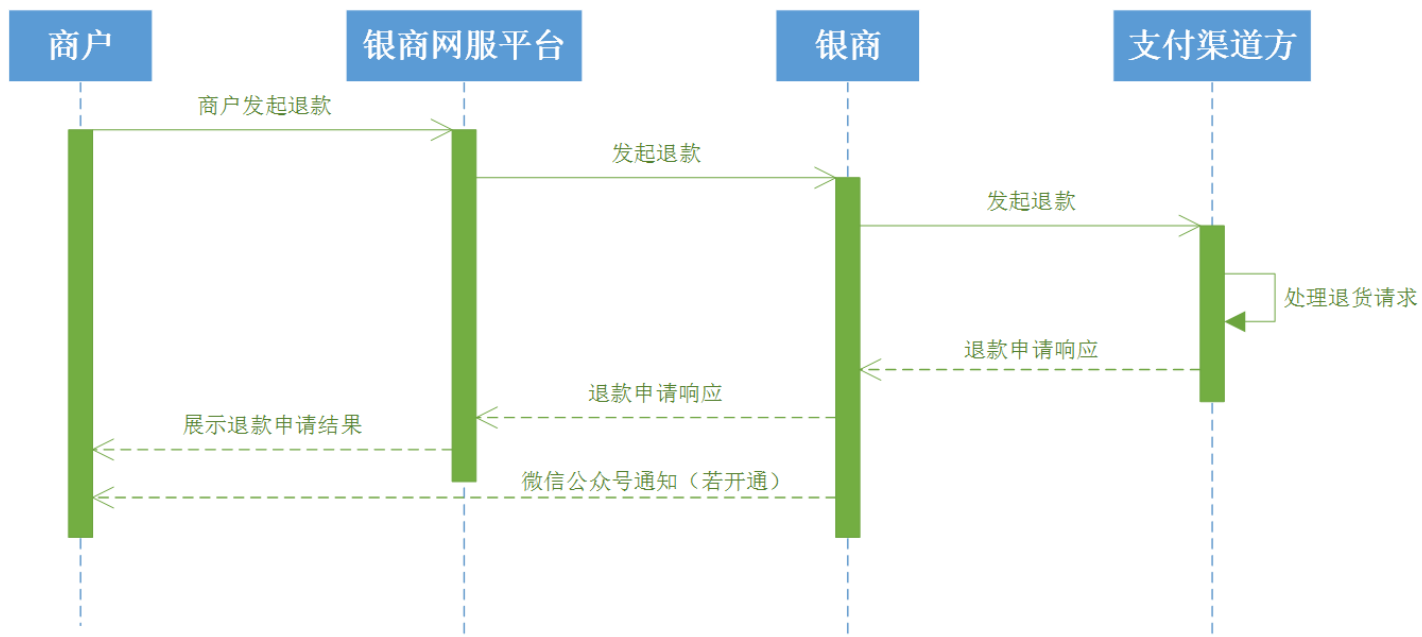 商户
银商网服平台
银商
支付渠道方
商户发起退款
发起退款
发起退款
处理退货请求
退款申请响应
退款申请响应
展示退款申请结果
微信公众号通知（若开通）